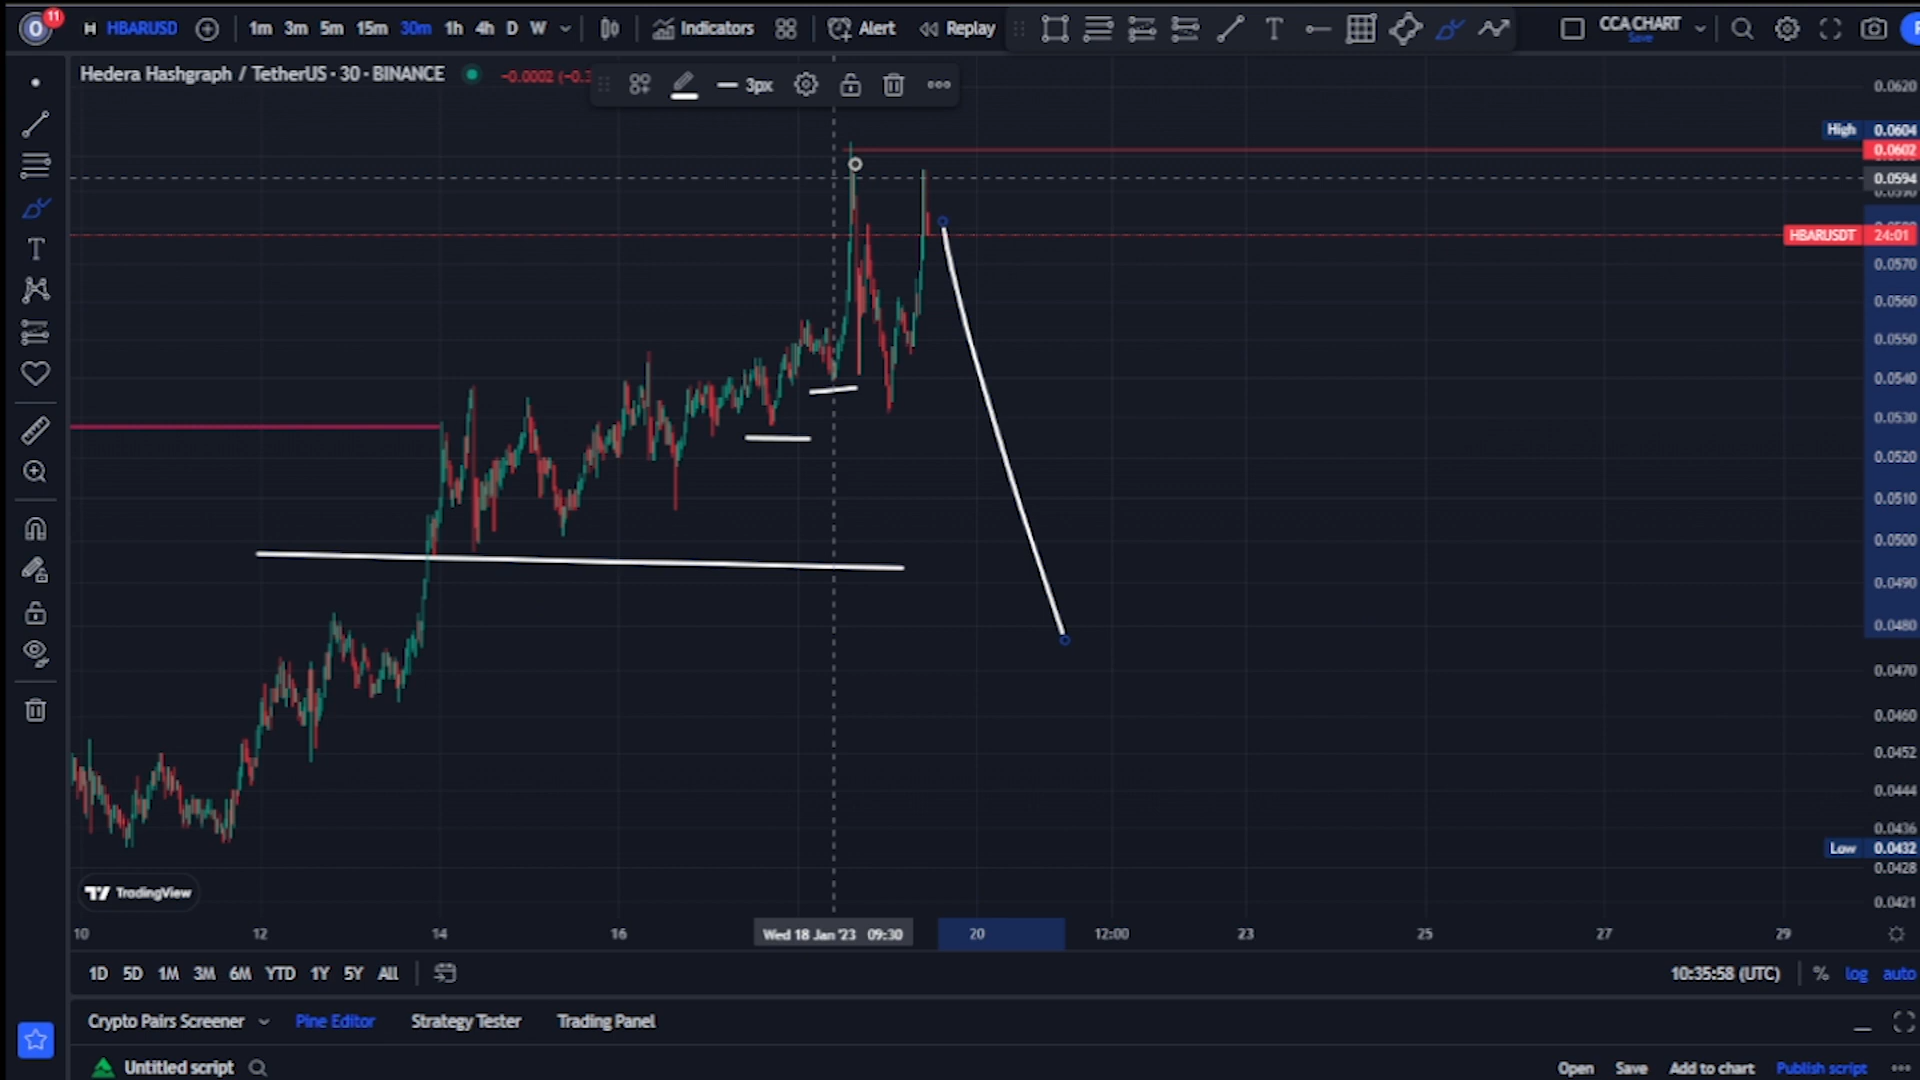 11
O H HBARUSD 1m 3m 5m 15m 30m 1h 4h D W Indicators Alert Replay T CCA CHART
Save
Hedera Hashgraph / TetherUS · 30 · BINANCE −0.0002 (−0.3 3px
0.0620
High 0.0604
0.0602
0.0594
T
HBARUSDT 24:01
0.0570
0.0560
0.0550
0.0540
0.0530
0.0520
0.0510
0.0500
0.0490
0.0480
0.0470
0.0460
0.0452
0.0444
0.0436
Low 0.0432
0.0428
0.0421
TradingView
10 12 14 16 Wed 18 Jan '23 09:30 20 12:00 23 25 27 29
1D 5D 1M 3M 6M YTD 1Y 5Y All 10:35:58 (UTC) % log auto
Crypto Pairs Screener Pine Editor Strategy Tester Trading Panel
Untitled script Open Save Add to chart Publish script